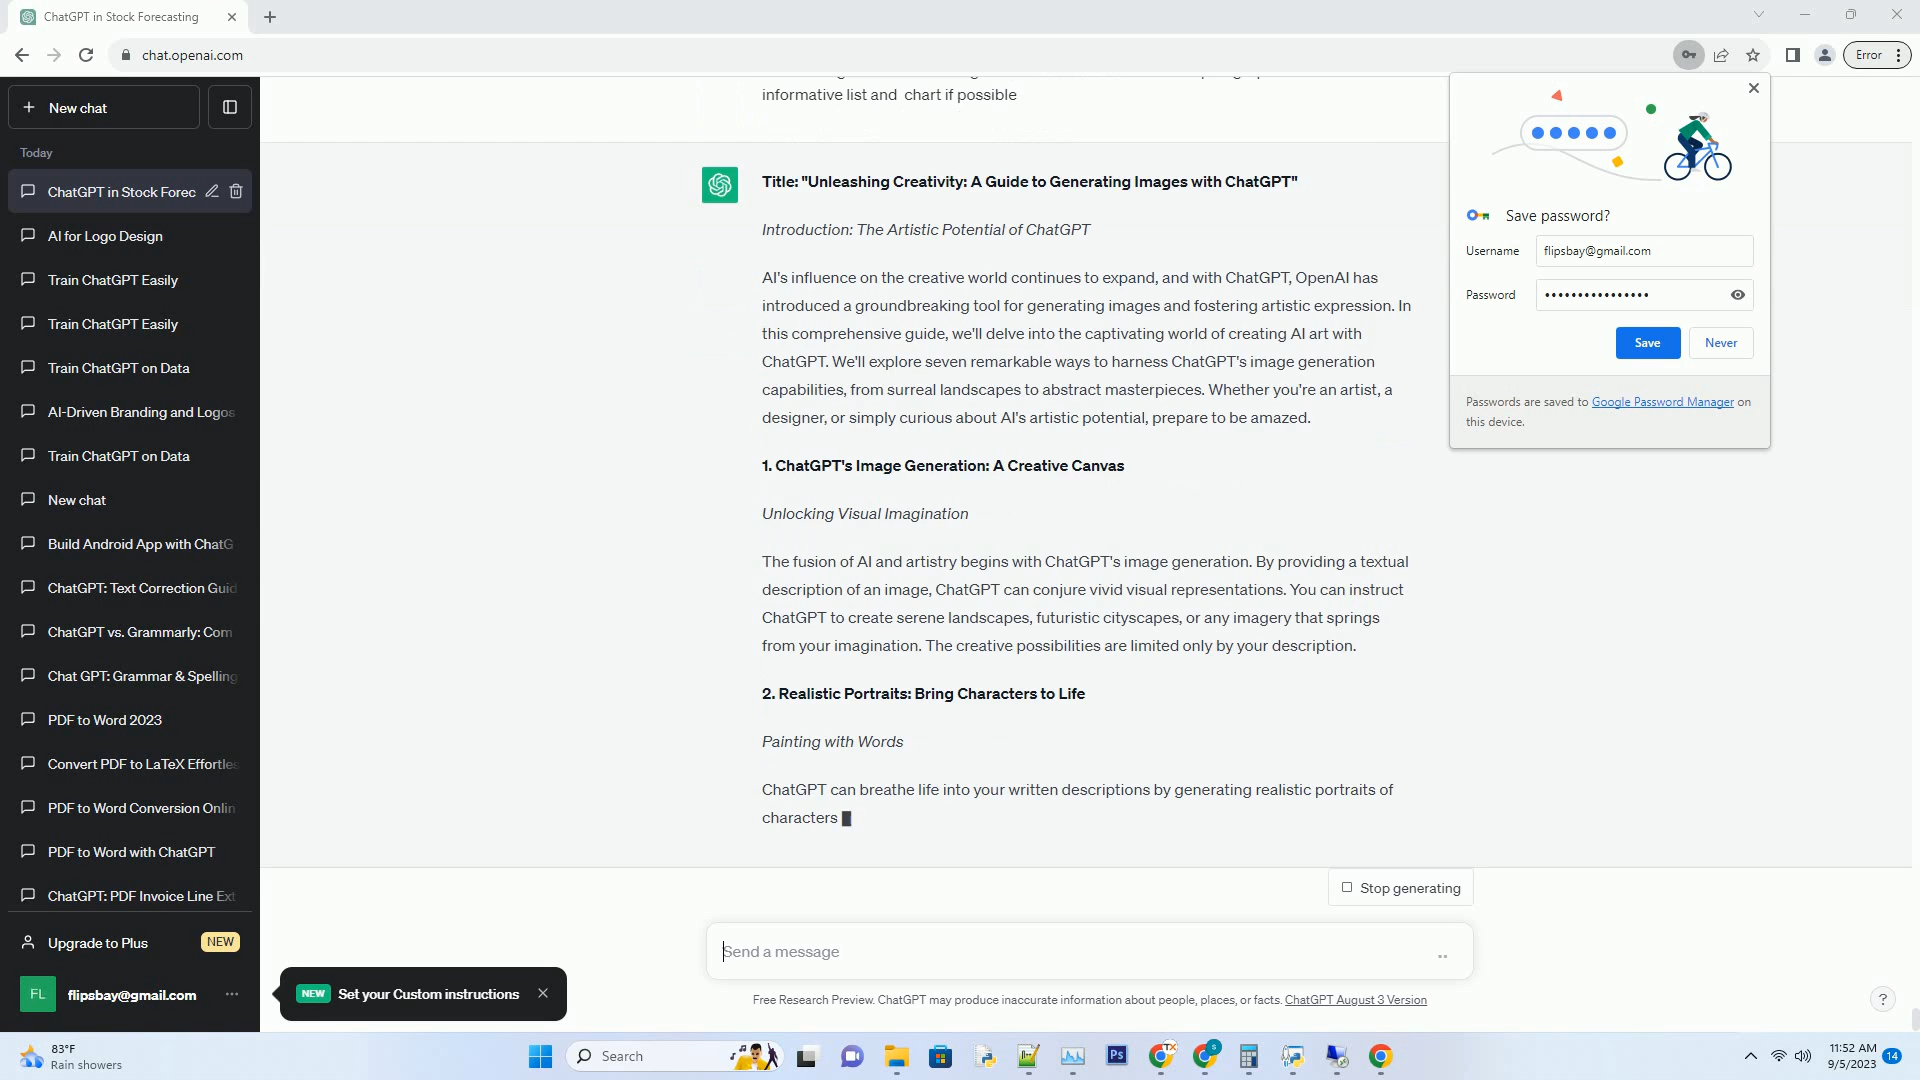 ChatGPT in Stock Forecasting
chat.openai.com
Error
New chat
Today
ChatGPT in Stock Forec
AI for Logo Design
Train ChatGPT Easily
Train ChatGPT Easily
Train ChatGPT on Data
AI-Driven Branding and Logos
Train ChatGPT on Data
New chat
Build Android App with ChatG
ChatGPT: Text Correction Guid
ChatGPT vs. Grammarly: Com
Chat GPT: Grammar & Spelling
PDF to Word 2023
Convert PDF to LaTeX Effortle
PDF to Word Conversion Onlin
PDF to Word with ChatGPT
ChatGPT: PDF Invoice Line Ext
Upgrade to Plus NEW
FL flipsbay@gmail.com
informative list and chart if possible
Title: "Unleashing Creativity: A Guide to Generating Images with ChatGPT"
Introduction: The Artistic Potential of ChatGPT
AI's influence on the creative world continues to expand, and with ChatGPT, OpenAI has
introduced a groundbreaking tool for generating images and fostering artistic expression. In
this comprehensive guide, we'll delve into the captivating world of creating AI art with
ChatGPT. We'll explore seven remarkable ways to harness ChatGPT's image generation
capabilities, from surreal landscapes to abstract masterpieces. Whether you're an artist, a
designer, or simply curious about AI's artistic potential, prepare to be amazed.
1. ChatGPT's Image Generation: A Creative Canvas
Unlocking Visual Imagination
The fusion of AI and artistry begins with ChatGPT's image generation. By providing a textual
description of an image, ChatGPT can conjure vivid visual representations. You can instruct
ChatGPT to create serene landscapes, futuristic cityscapes, or any imagery that springs
from your imagination. The creative possibilities are limited only by your description.
2. Realistic Portraits: Bring Characters to Life
Painting with Words
ChatGPT can breathe life into your written descriptions by generating realistic portraits of
characters
Stop generating
Send a message
NEW Set your Custom instructions
Free Research Preview. ChatGPT may produce inaccurate information about people, places, or facts. ChatGPT August 3 Version
?
Save password?
Username flipsbay@gmail.com
Password ••••••••••••••••
Save Never
Passwords are saved to Google Password Manager on
this device.
83°F
Rain showers
Search
Ps
TX
S
11:52 AM
9/5/2023
14